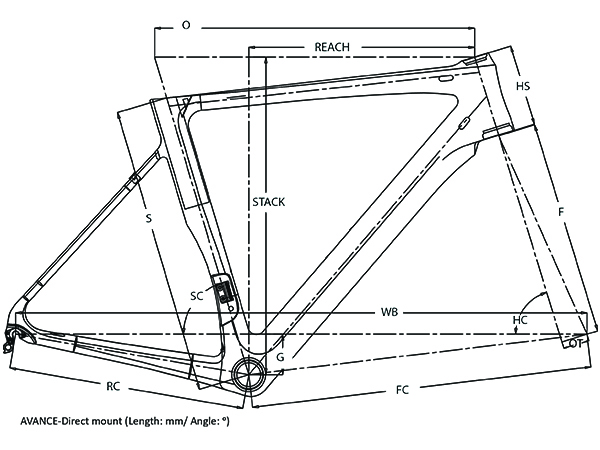 O
REACH
HS
STACK
S
F
SC
WB
HC
G
OT
RC
FC
AVANCE-Direct mount (Length: mm/ Angle: °)